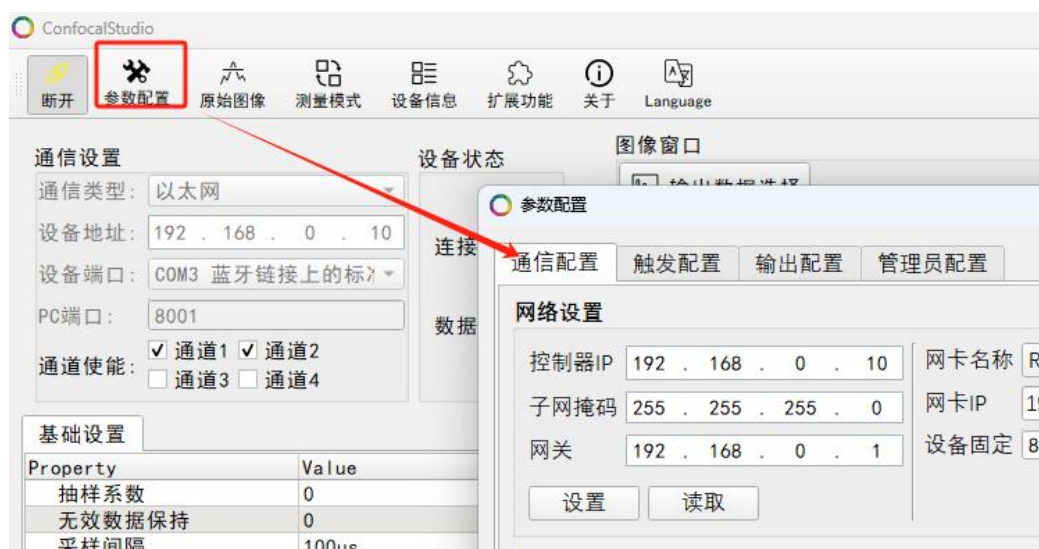 ConfocalStudio
断开 参数配置 原始图像 测量模式 设备信息 扩展功能 关于 Language
通信设置
通信类型: 以太网
设备地址: 192 . 168 . 0 . 10
设备端口: COM3 蓝牙链接上的标
PC端口: 8001
通道使能: 通道1 通道2
通道3 通道4
设备状态
连接
数据
图像窗口
输出数据选择
基础设置
Property Value
抽样系数 0
无效数据保持 0
采样间隔 100us
参数配置
通信配置 触发配置 输出配置 管理员配置
网络设置
控制器IP 192 . 168 . 0 . 10
子网掩码 255 . 255 . 255 . 0
网关 192 . 168 . 0 . 1
设置 读取
网卡名称 R
网卡IP 19
设备固定 8